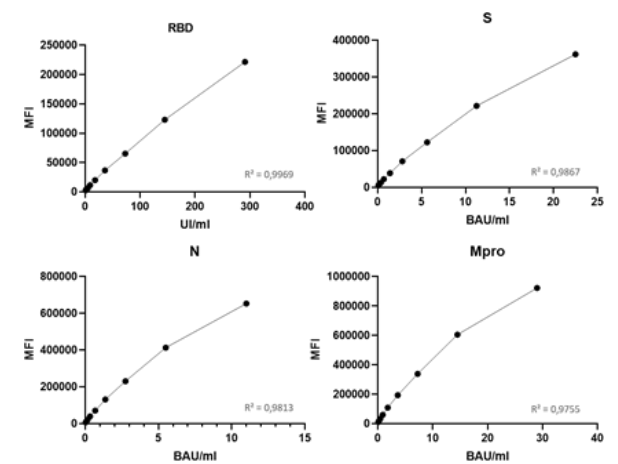 RBD
250000
200000
150000
100000
50000
0
MFI
0 100 200 300 400
UI/ml
R² = 0,9969
S
400000
300000
200000
100000
0
MFI
0 5 10 15 20 25
BAU/ml
R² = 0,9867
N
800000
600000
400000
200000
0
MFI
0 5 10 15
BAU/ml
R² = 0,9813
Mpro
1000000
800000
600000
400000
200000
0
MFI
0 10 20 30 40
BAU/ml
R² = 0,9755